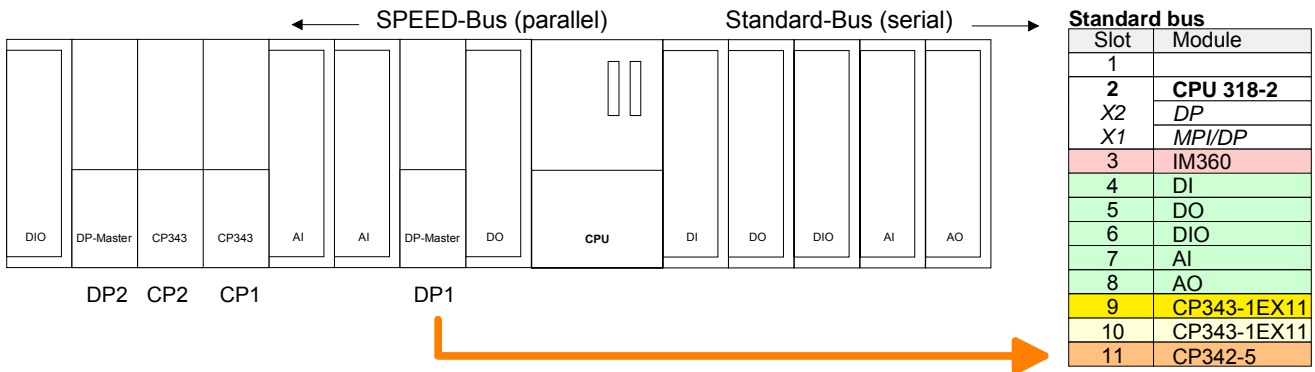 SPEED-Bus (parallel)
Standard-Bus (serial)
DIO DP-Master CP343 CP343 AI AI DP-Master DO CPU DI DO DIO AI AO
DP2 CP2 CP1 DP1
Standard bus
Slot Module
1
2 CPU 318-2
X2 DP
X1 MPI/DP
3 IM360
4 DI
5 DO
6 DIO
7 AI
8 AO
9 CP343-1EX11
10 CP343-1EX11
11 CP342-5